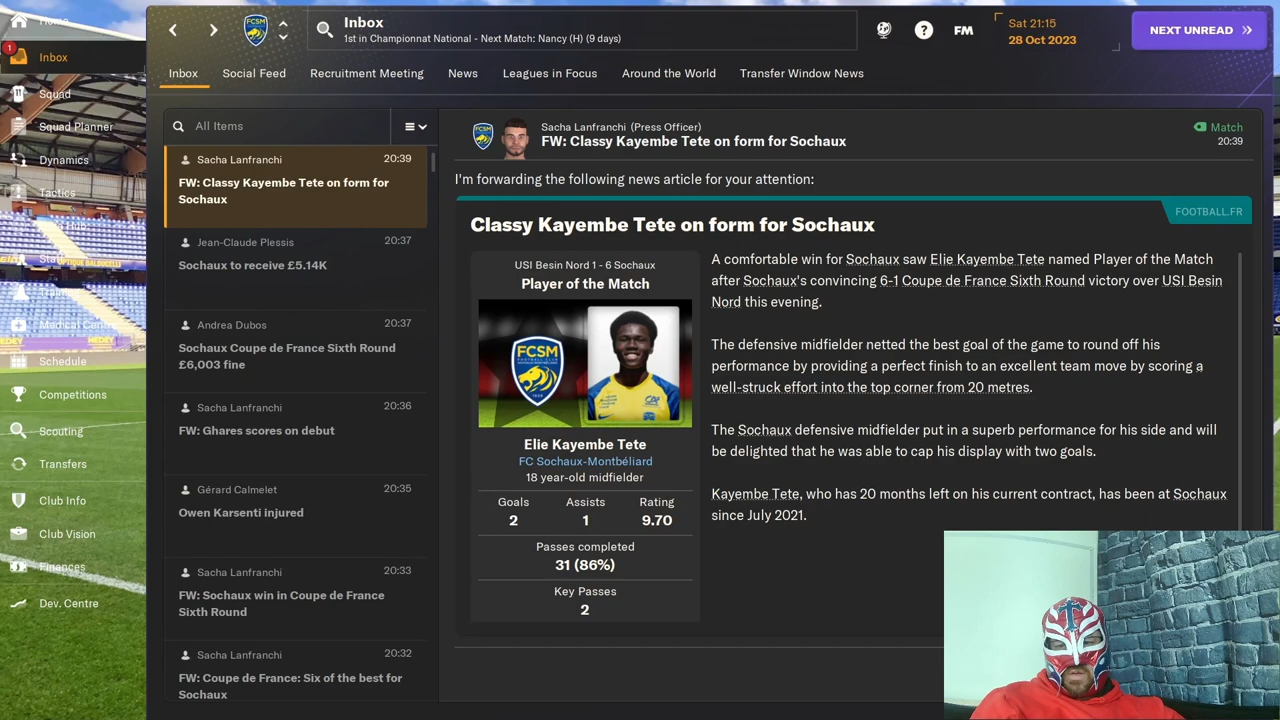 Home
1
Inbox
Squad
Squad Planner
Dynamics
Tactics
Medical Centre
Schedule
Competitions
Scouting
Transfers
Club Info
Club Vision
Finances
Dev. Centre
FCSM
Inbox
1st in Championnat National - Next Match: Nancy (H) (9 days)
?
FM
Sat 21:15
28 Oct 2023
NEXT UNREAD
Inbox
Social Feed
Recruitment Meeting
News
Leagues in Focus
Around the World
Transfer Window News
All Items
Sacha Lanfranchi 20:39
FW: Classy Kayembe Tete on form for
Sochaux
Jean-Claude Plessis 20:37
Sochaux to receive £5.14K
Andrea Dubos 20:37
Sochaux Coupe de France Sixth Round
£6,003 fine
Sacha Lanfranchi 20:36
FW: Ghares scores on debut
Gérard Calmelet 20:35
Owen Karsenti injured
Sacha Lanfranchi 20:33
FW: Sochaux win in Coupe de France
Sixth Round
Sacha Lanfranchi 20:32
FW: Coupe de France: Six of the best for
Sochaux
FCSM
Sacha Lanfranchi (Press Officer)
FW: Classy Kayembe Tete on form for Sochaux
Match
20:39
I'm forwarding the following news article for your attention:
FOOTBALL.FR
Classy Kayembe Tete on form for Sochaux
USI Besin Nord 1 - 6 Sochaux
Player of the Match
FCSM
Elie Kayembe Tete
FC Sochaux-Montbéliard
18 year-old midfielder
Goals Assists Rating
2 1 9.70
Passes completed
31 (86%)
Key Passes
2
A comfortable win for Sochaux saw Elie Kayembe Tete named Player of the Match
after Sochaux's convincing 6-1 Coupe de France Sixth Round victory over USI Besin
Nord this evening.
The defensive midfielder netted the best goal of the game to round off his
performance by providing a perfect finish to an excellent team move by scoring a
well-struck effort into the top corner from 20 metres.
The Sochaux defensive midfielder put in a superb performance for his side and will
be delighted that he was able to cap his display with two goals.
Kayembe Tete, who has 20 months left on his current contract, has been at Sochaux
since July 2021.